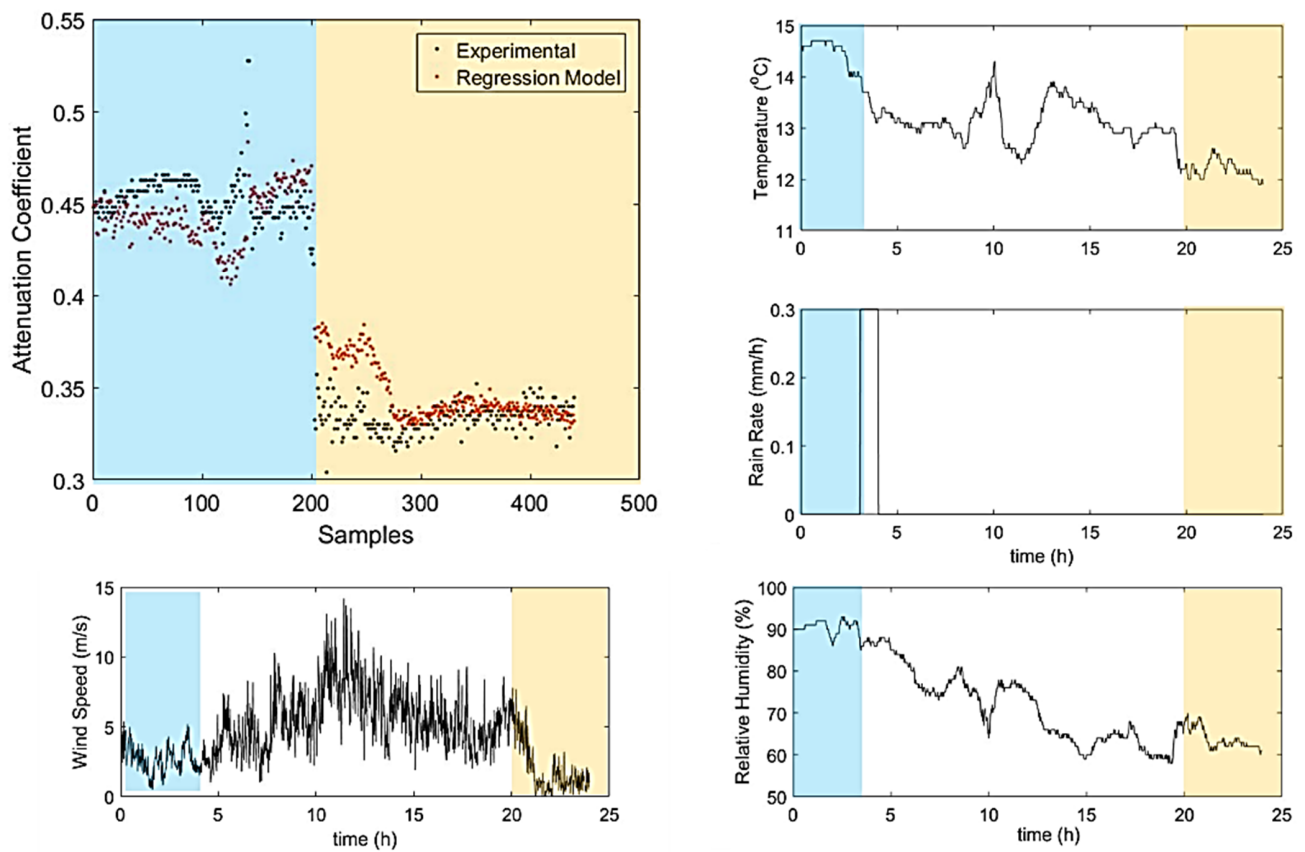 0.55
0.5
0.45
0.4
0.35
0.3
Attenuation Coefficient
Experimental
Regression Model
0 100 200 300 400 500
Samples
15
14
13
12
11
Temperature (°C)
0 5 10 15 20 25
0.3
0.2
0.1
0
Rain Rate (mm/h)
0 5 10 15 20 25
time (h)
15
10
5
0
Wind Speed (m/s)
0 5 10 15 20 25
time (h)
100
90
80
70
60
50
Relative Humidity (%)
0 5 10 15 20 25
time (h)